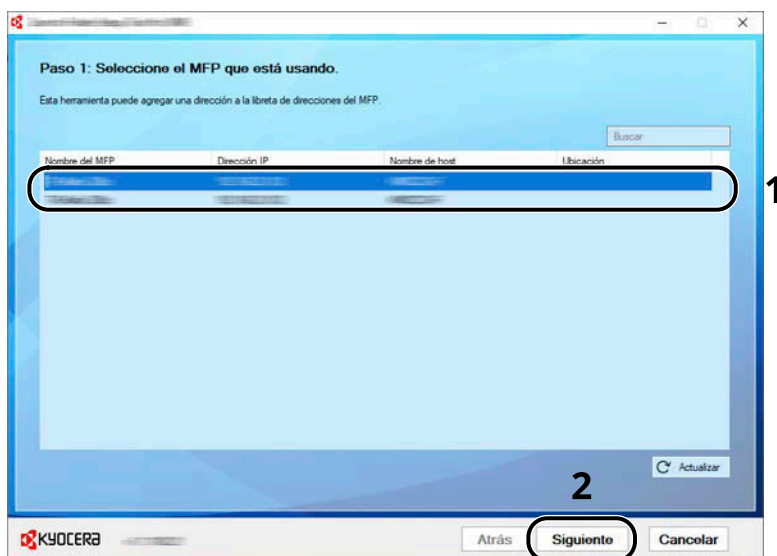 Paso 1: Seleccione el MFP que está usando.
Esta herramienta puede agregar una dirección a la libreta de direcciones del MFP.
Buscar
Nombre del MFP Dirección IP Nombre de host Ubicación
1
Actualizar
2
KYOCERA Atrás Siguiente Cancelar